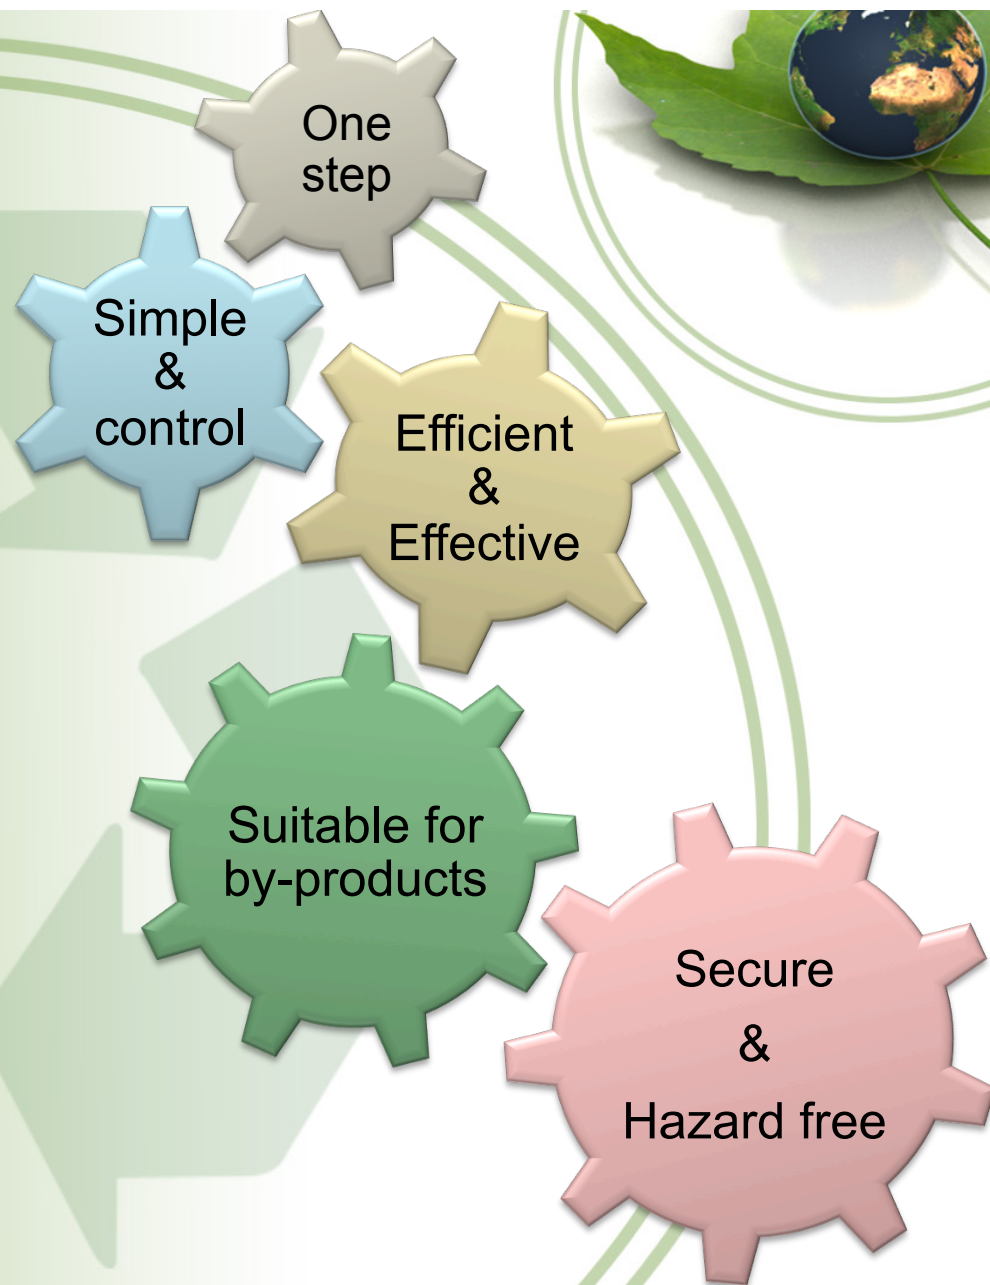 One
step
Simple
&
control
Efficient
&
Effective
Suitable for
by-products
Secure
&
Hazard free